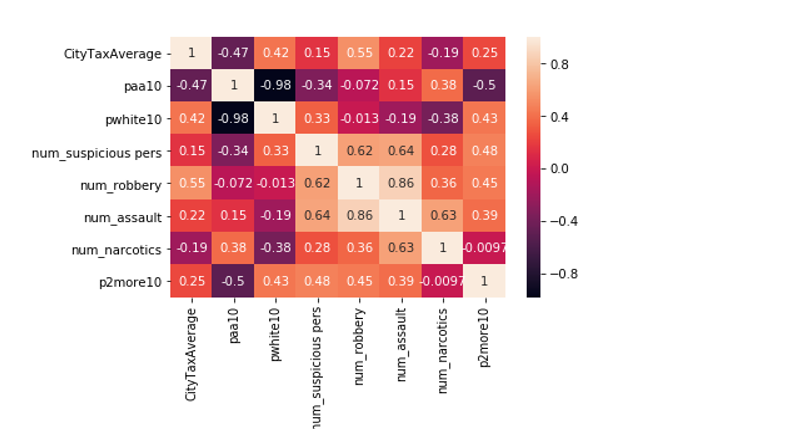 CityTaxAverage 1 -0.47 0.42 0.15 0.55 0.22 -0.19 0.25
paa10 -0.47 1 -0.98 -0.34 -0.072 0.15 0.38 -0.5
pwhite10 0.42 -0.98 1 0.33 -0.013 -0.19 -0.38 0.43
num_suspicious pers 0.15 -0.34 0.33 1 0.62 0.64 0.28 0.48
num_robbery 0.55 -0.072 -0.013 0.62 1 0.86 0.36 0.45
num_assault 0.22 0.15 -0.19 0.64 0.86 1 0.63 0.39
num_narcotics -0.19 0.38 -0.38 0.28 0.36 0.63 1 -0.0097
p2more10 0.25 -0.5 0.43 0.48 0.45 0.39 -0.0097 1
CityTaxAverage
paa10
pwhite10
num_suspicious pers
num_robbery
num_assault
num_narcotics
p2more10
0.8
0.4
0.0
−0.4
−0.8